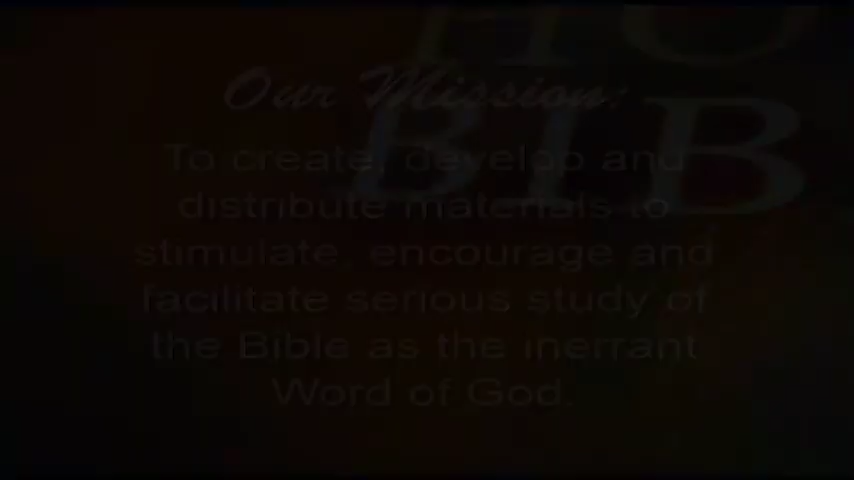 HO
BIB
Our Mission:
To create, develop and
distribute materials to
stimulate, encourage and
facilitate serious study of
the Bible as the inerrant
Word of God.